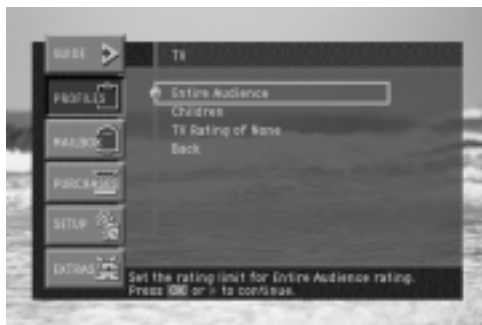 GUIDE
TV
PROFILES
Entire Audience
Children
TV Rating of None
Back
MAILBOX
PURCHASES
SETUP
EXTRAS
Set the rating limit for Entire Audience rating.
Press OK or > to continue.